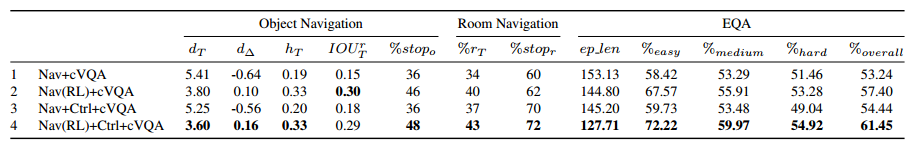 Object Navigation Room Navigation EQA
d_T d_Δ h_T IOU^r_T %stop_o %r_T %stop_r ep_len %easy %medium %hard %overall
1 Nav+cVQA 5.41 -0.64 0.19 0.15 36 34 60 153.13 58.42 53.29 51.46 53.24
2 Nav(RL)+cVQA 3.80 0.10 0.33 0.30 46 40 62 144.80 67.57 55.91 53.28 57.40
3 Nav+Ctrl+cVQA 5.25 -0.56 0.20 0.18 36 37 70 145.20 59.73 53.48 49.04 54.44
4 Nav(RL)+Ctrl+cVQA 3.60 0.16 0.33 0.29 48 43 72 127.71 72.22 59.97 54.92 61.45